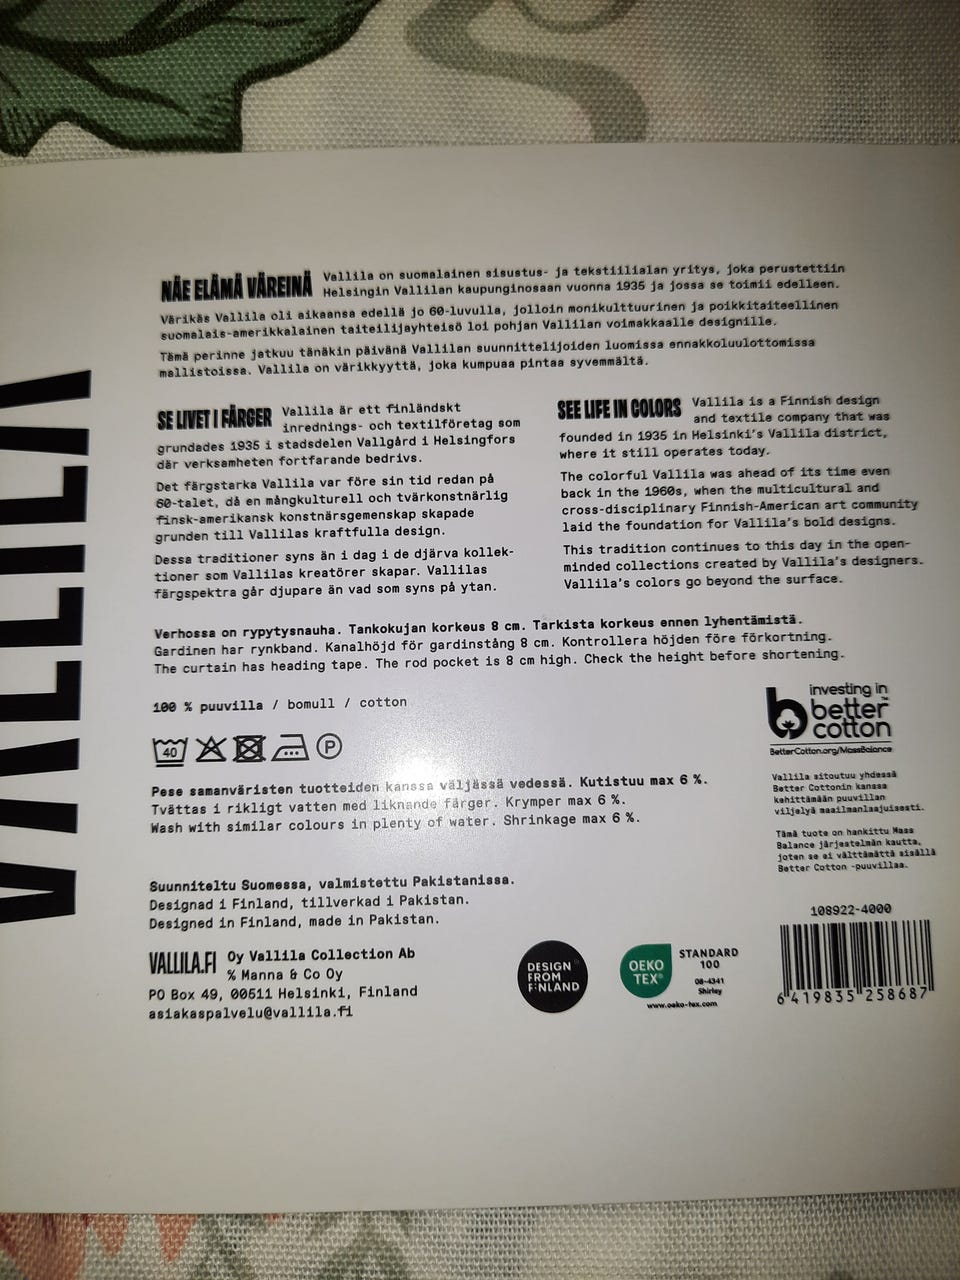 VALLILA
NÄE ELÄMÄ VÄREINÄ Vallila on suomalainen sisustus- ja tekstiilialan yritys, joka perustettiin
Helsingin Vallilan kaupunginosaan vuonna 1935 ja jossa se toimii edelleen.
Värikäs Vallila oli aikaansa edellä jo 60-luvulla, jolloin monikulttuurinen ja poikkitaiteellinen
suomalais-amerikkalainen taiteilijayhteisö loi pohjan Vallilan voimakkaalle designille.
Tämä perinne jatkuu tänäkin päivänä Vallilan suunnittelijoiden luomissa ennakkoluulottomissa
mallistoissa. Vallila on värikkyyttä, joka kumpuaa pintaa syvemmältä.
SE LIVET I FÄRGER Vallila är ett finländskt
inrednings- och textilföretag som
grundades 1935 i stadsdelen Vallgård i Helsingfors
där verksamheten fortfarande bedrivs.
Det färgstarka Vallila var före sin tid redan på
60-talet, då en mångkulturell och tvärkonstnärlig
finsk-amerikansk konstnärsgemenskap skapade
grunden till Vallilas kraftfulla design.
Dessa traditioner syns än i dag i de djärva kollek-
tioner som Vallilas kreatörer skapar. Vallilas
färgspektra går djupare än vad som syns på ytan.
SEE LIFE IN COLORS Vallila is a Finnish design
and textile company that was
founded in 1935 in Helsinki's Vallila district,
where it still operates today.
The colorful Vallila was ahead of its time even
back in the 1960s, when the multicultural and
cross-disciplinary Finnish-American art community
laid the foundation for Vallila's bold designs.
This tradition continues to this day in the open-
minded collections created by Vallila's designers.
Vallila's colors go beyond the surface.
Verhossa on rypytysnauha. Tankokujan korkeus 8 cm. Tarkista korkeus ennen lyhentämistä.
Gardinen har rynkband. Kanalhöjd för gardinstång 8 cm. Kontrollera höjden före förkortning.
The curtain has heading tape. The rod pocket is 8 cm high. Check the height before shortening.
100 % puuvilla / bomull / cotton
40 P
Pese samanväristen tuotteiden kanssa väljässä vedessä. Kutistuu max 6 %.
Tvättas i rikligt vatten med liknande färger. Krymper max 6 %.
Wash with similar colours in plenty of water. Shrinkage max 6 %.
investing in
better™
cotton
BetterCotton.org/MassBalance
Vallila sitoutuu yhdessä
Better Cottonin kanssa
kehittämään puuvillan
viljelyä maailmanlaajuisesti.
Tämä tuote on hankittu Mass
Balance järjestelmän kautta,
joten se ei välttämättä sisällä
Better Cotton -puuvillaa.
Suunniteltu Suomessa, valmistettu Pakistanissa.
Designad i Finland, tillverkad i Pakistan.
Designed in Finland, made in Pakistan.
VALLILA.FI Oy Vallila Collection Ab
% Manna & Co Oy
PO Box 49, 00511 Helsinki, Finland
asiakaspalvelu@vallila.fi
DESIGN
FROM
FINLAND
OEKO
TEX®
STANDARD
100
08-4341
Shirley
www.oeko-tex.com
108922-4000
6 419835 258687